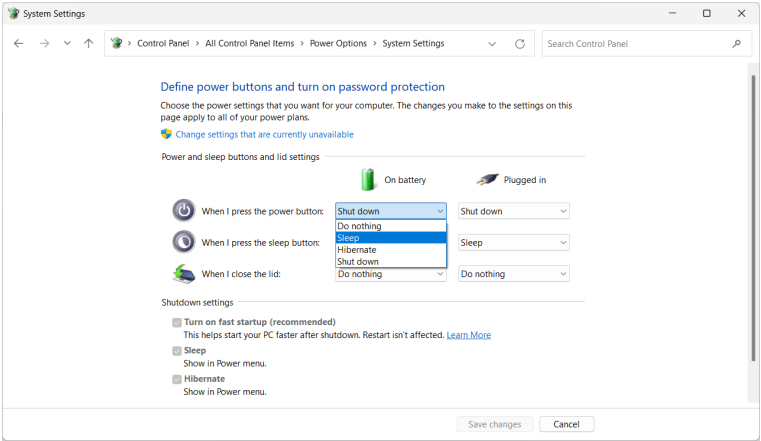 System Settings
Control Panel > All Control Panel Items > Power Options > System Settings
Search Control Panel
Define power buttons and turn on password protection
Choose the power settings that you want for your computer. The changes you make to the settings on this
page apply to all of your power plans.
Change settings that are currently unavailable
Power and sleep buttons and lid settings
On battery
Plugged in
When I press the power button:
Shut down
Shut down
Do nothing
Sleep
Hibernate
Shut down
When I press the sleep button:
Sleep
When I close the lid:
Do nothing
Do nothing
Shutdown settings
Turn on fast startup (recommended)
This helps start your PC faster after shutdown. Restart isn't affected. Learn More
Sleep
Show in Power menu.
Hibernate
Show in Power menu.
Save changes
Cancel